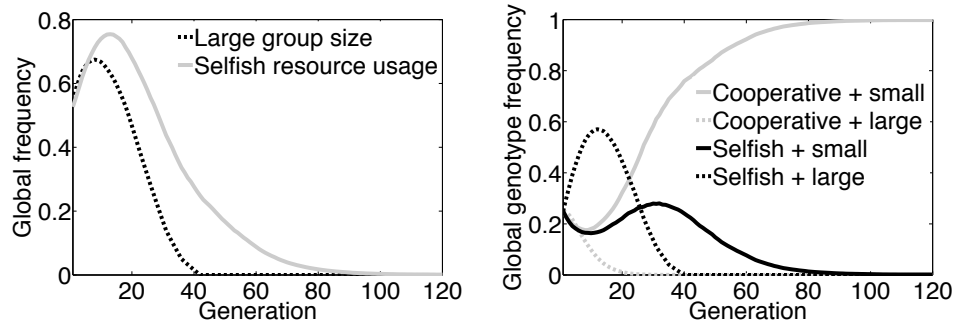 Global frequency
0.8
0.6
0.4
0.2
0
Large group size
Selfish resource usage
20 40 60 80 100 120
Generation
Global genotype frequency
1
0.8
0.6
0.4
0.2
0
Cooperative + small
Cooperative + large
Selfish + small
Selfish + large
20 40 60 80 100 120
Generation